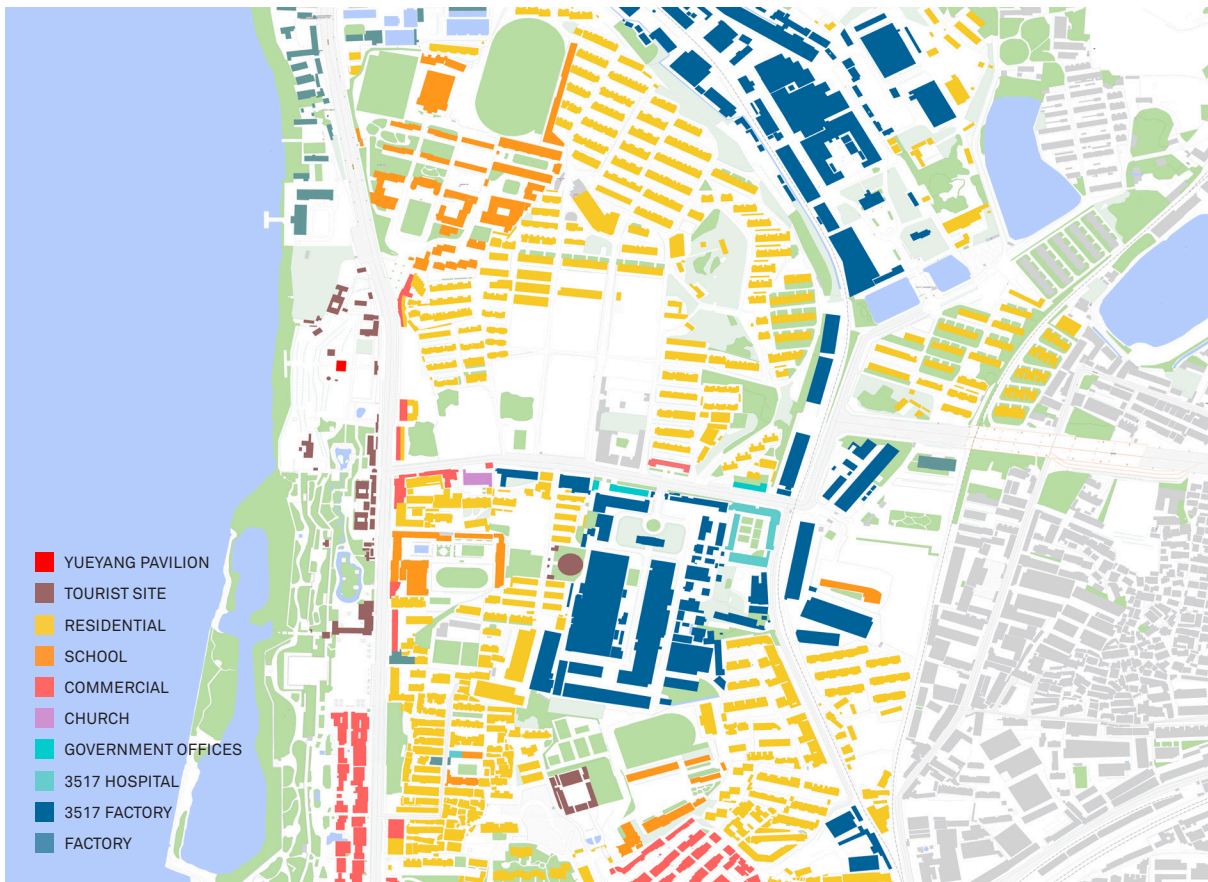 YUEYANG PAVILION
TOURIST SITE
RESIDENTIAL
SCHOOL
COMMERCIAL
CHURCH
GOVERNMENT OFFICES
3517 HOSPITAL
3517 FACTORY
FACTORY